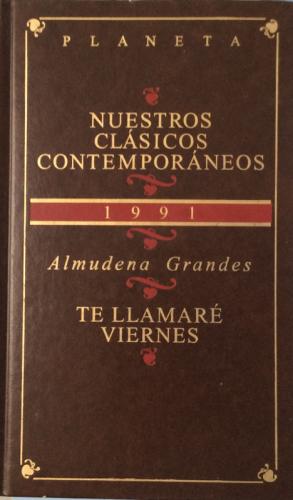 PLANETA
NUESTROS
CLÁSICOS
CONTEMPORÁNEOS
1991
Almudena Grandes
TE LLAMARÉ
VIERNES